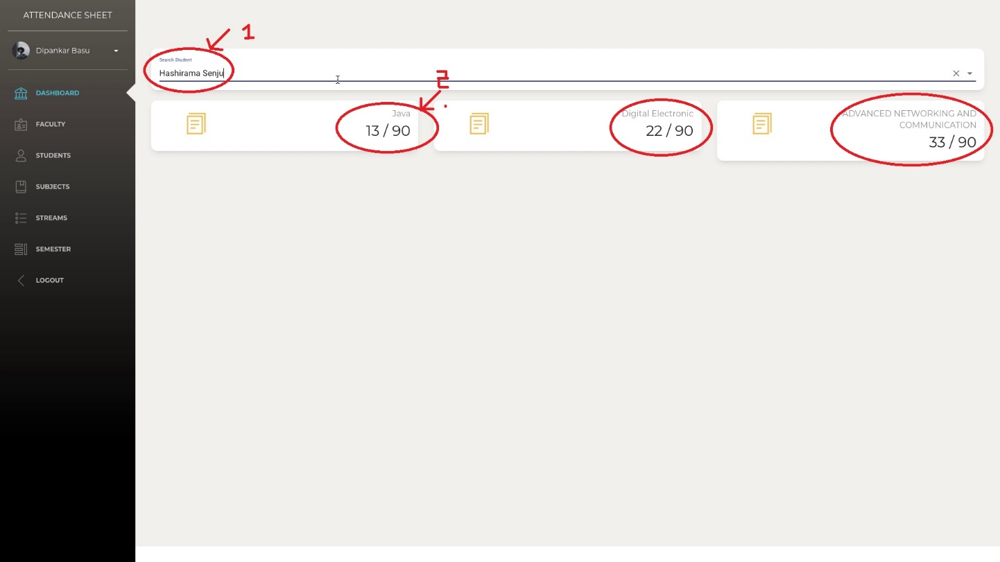 ATTENDANCE SHEET
Dipankar Basu
DASHBOARD
FACULTY
STUDENTS
SUBJECTS
STREAMS
SEMESTER
LOGOUT
1
Search Student
Hashirama Senju
2
Java
13 / 90
Digital Electronic
22 / 90
ADVANCED NETWORKING AND
COMMUNICATION
33 / 90